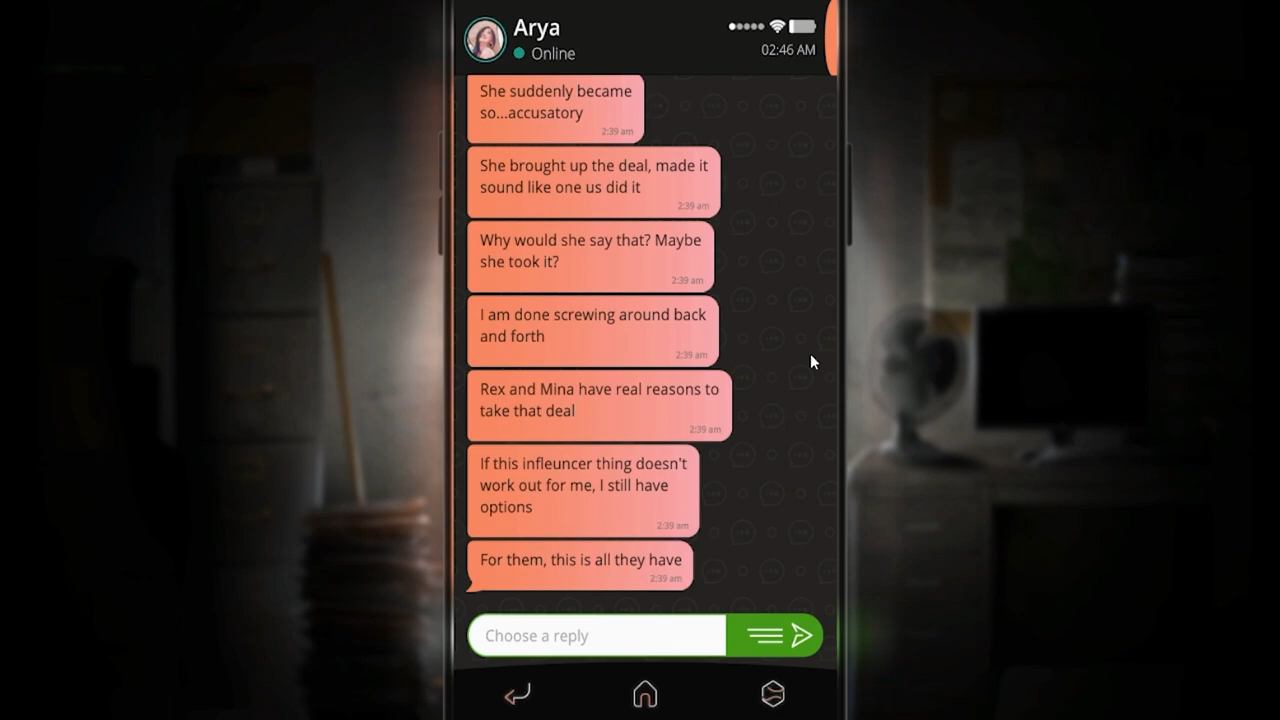 Arya
Online
02:46 AM
She suddenly became
so...accusatory
2:39 am
She brought up the deal, made it
sound like one us did it
2:39 am
Why would she say that? Maybe
she took it?
2:39 am
I am done screwing around back
and forth
2:39 am
Rex and Mina have real reasons to
take that deal
2:39 am
If this infleuncer thing doesn't
work out for me, I still have
options
2:39 am
For them, this is all they have
2:39 am
Choose a reply